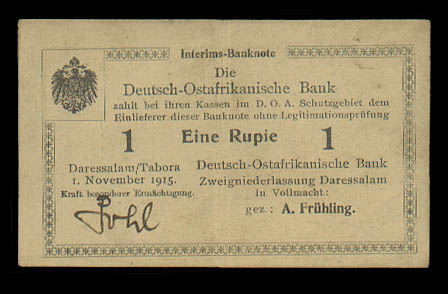 Interims-Banknote
Die
Deutsch-Ostafrikanische Bank
zahlt bei ihren Kassen im D. O. A. Schutzgebiet dem
Einlieferer dieser Banknote ohne Legitimationsprüfung
1 Eine Rupie 1
Daressalam/Tabora
1. November 1915.
Kraft besonderer Ermächtigung.
Deutsch-Ostafrikanische Bank
Zweigniederlassung Daressalam
In Vollmacht:
gez: A. Frühling.